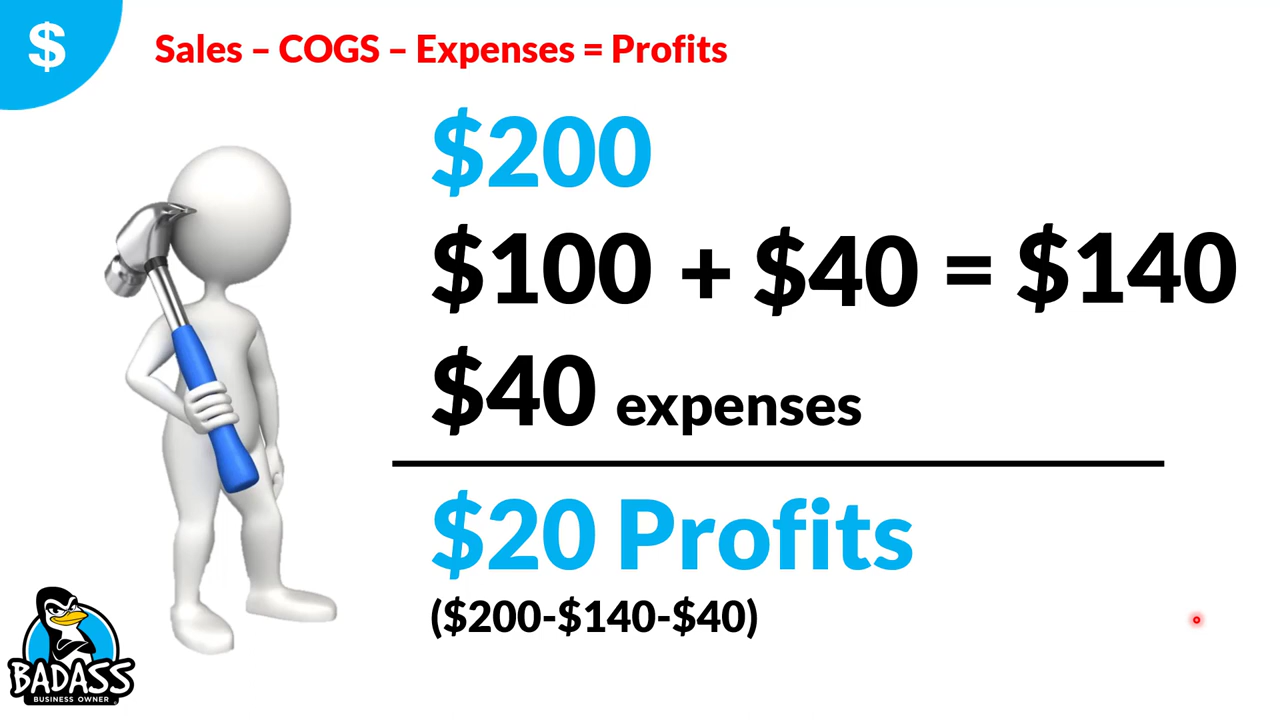 $
Sales – COGS – Expenses = Profits
$200
$100 + $40 = $140
$40 expenses
$20 Profits
($200-$140-$40)
BADASS
BUSINESS OWNER